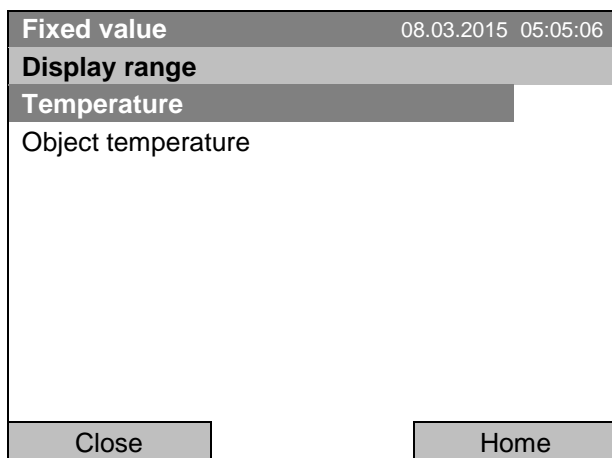 Fixed value 08.03.2015 05:05:06
Display range
Temperature
Object temperature
Close Home